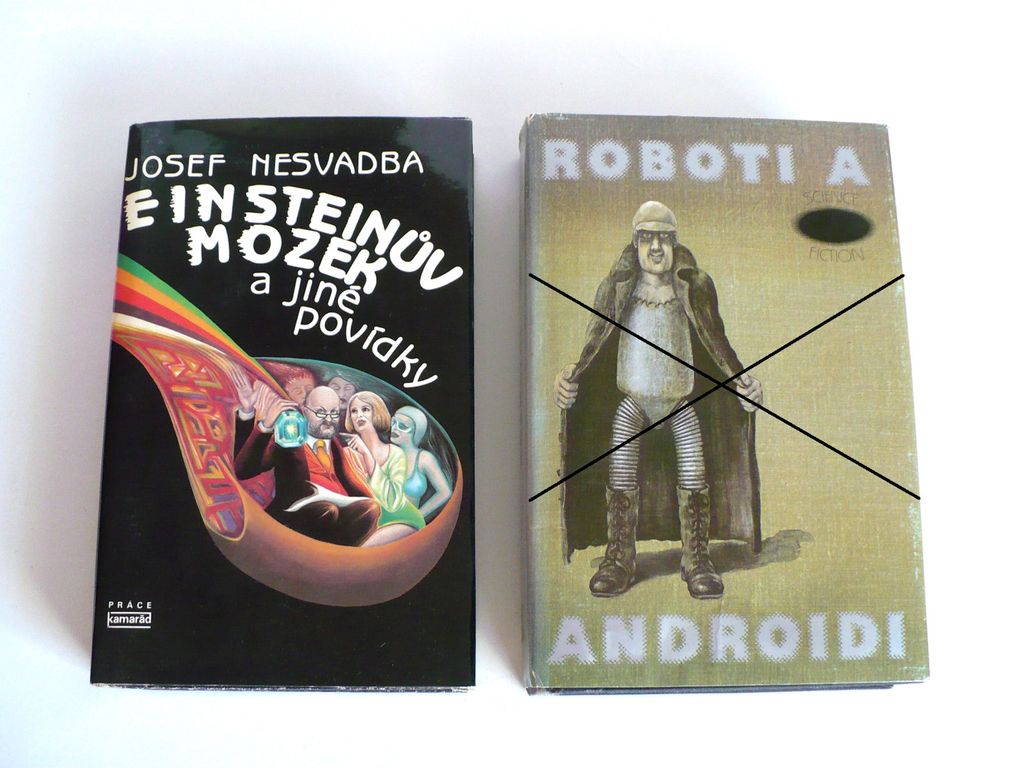 JOSEF NESVADBA
EINSTEINŮV
MOZEK
a jiné
povídky
PRÁCE
kamarád
ROBOTI A
SCIENCE
FICTION
ANDROIDI